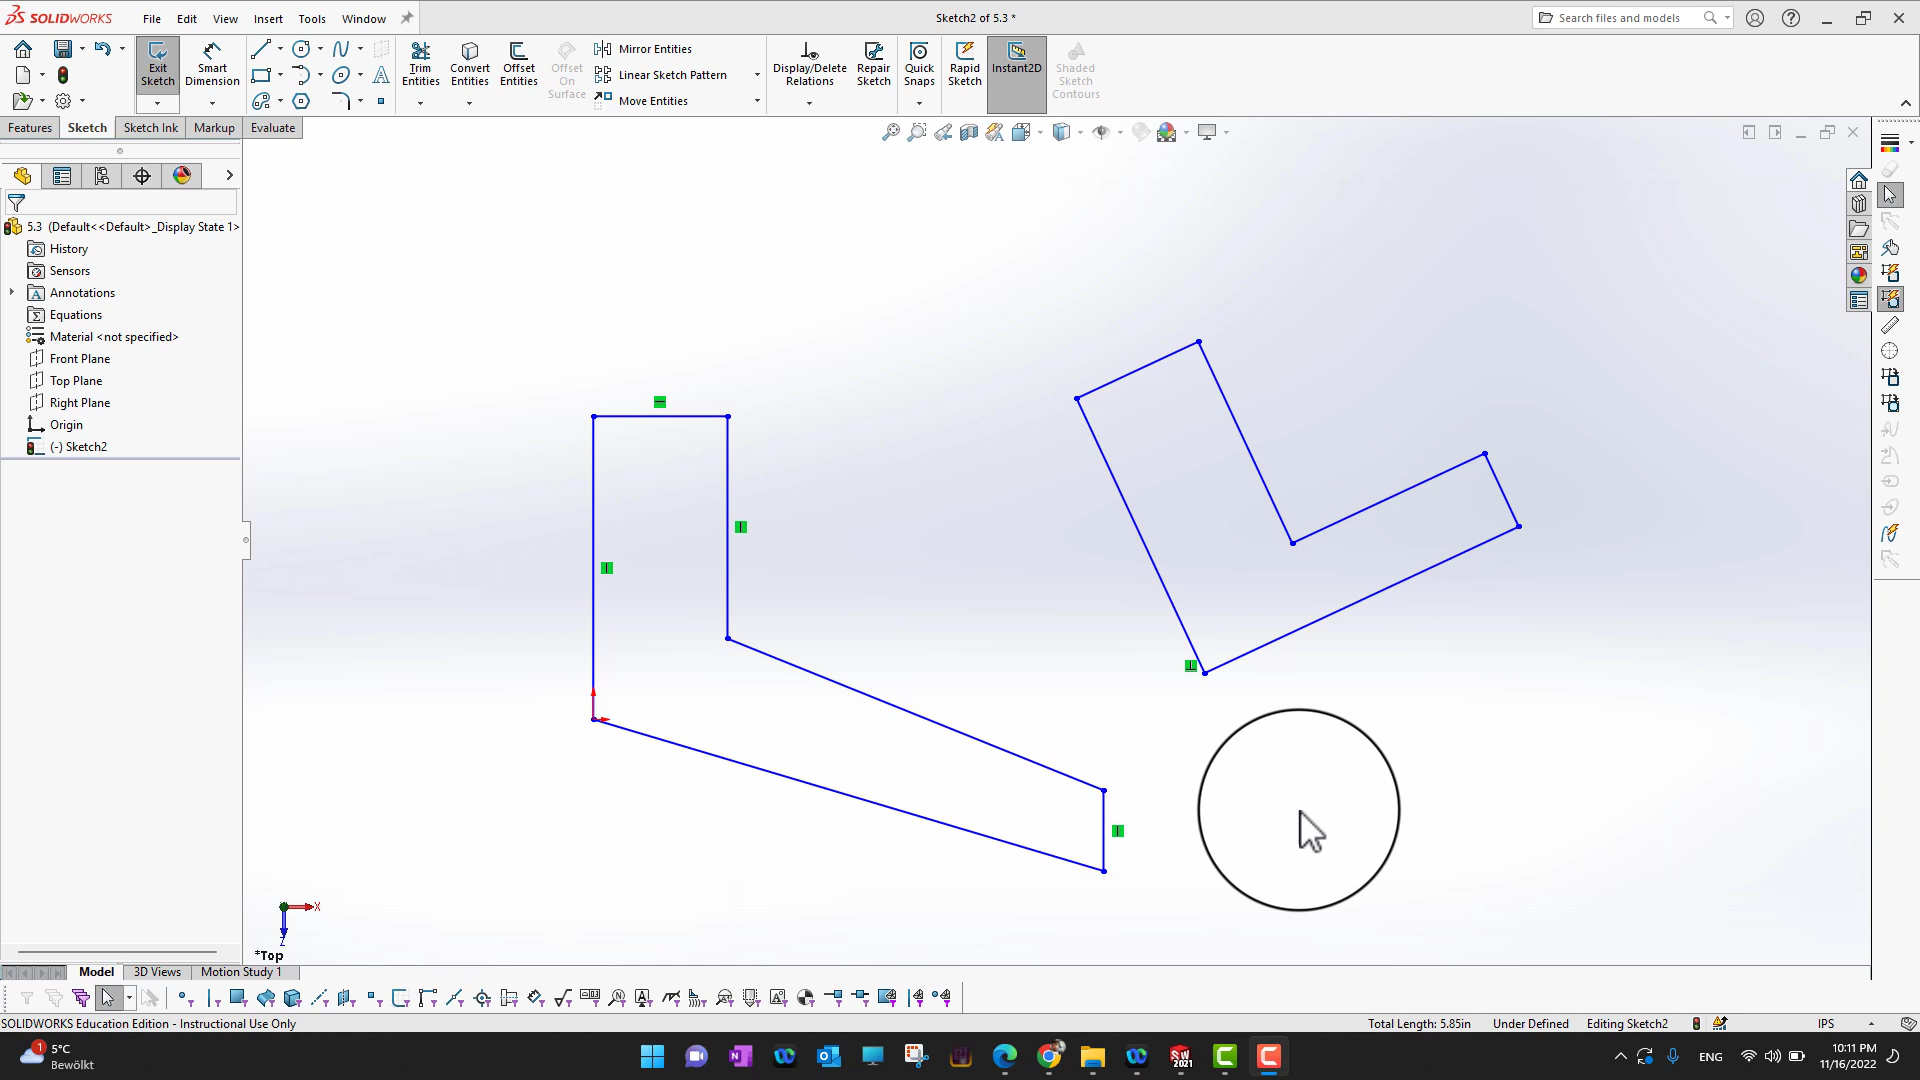 SOLIDWORKS
File
Edit
View
Insert
Tools
Window
Sketch2 of 5.3 *
Search files and models
Exit Sketch
Smart Dimension
Trim Entities
Convert Entities
Offset Entities
Offset On Surface
Mirror Entities
Linear Sketch Pattern
Move Entities
Display/Delete Relations
Repair Sketch
Quick Snaps
Rapid Sketch
Instant2D
Shaded Sketch Contours
Features
Sketch
Sketch Ink
Markup
Evaluate
5.3 (Default<<Default>_Display State 1>
History
Sensors
Annotations
Equations
Material <not specified>
Front Plane
Top Plane
Right Plane
Origin
(-) Sketch2
X
Z
*Top
Model
3D Views
Motion Study 1
SOLIDWORKS Education Edition - Instructional Use Only
Total Length: 5.85in
Under Defined
Editing Sketch2
IPS
1
5°C
Bewölkt
SW
2021
ENG
10:11 PM
11/16/2022